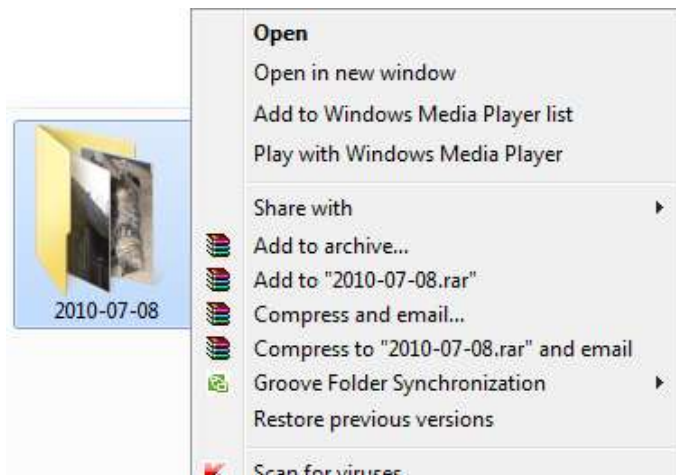 Open
Open in new window
Add to Windows Media Player list
Play with Windows Media Player
Share with
Add to archive...
Add to "2010-07-08.rar"
Compress and email...
Compress to "2010-07-08.rar" and email
Groove Folder Synchronization
Restore previous versions
Scan for viruses
2010-07-08